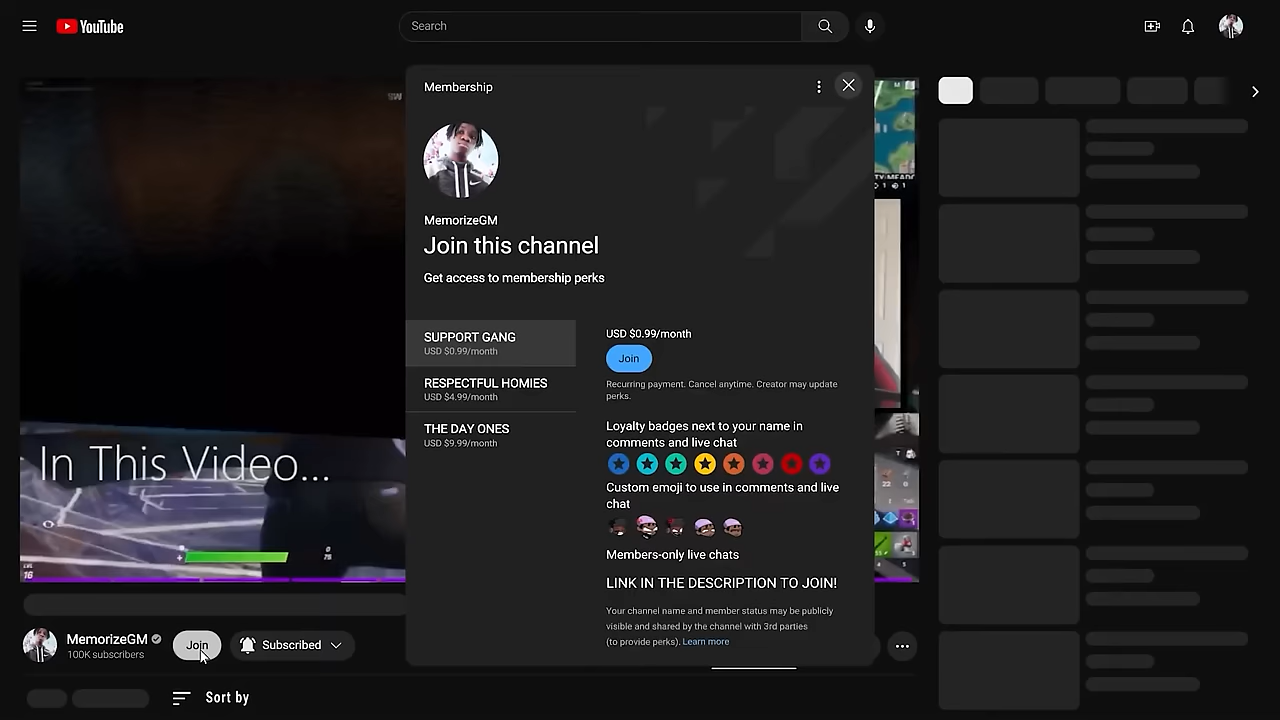 YouTube
Search
Membership
MemorizeGM
Join this channel
Get access to membership perks
SUPPORT GANG
USD $0.99/month
RESPECTFUL HOMIES
USD $4.99/month
THE DAY ONES
USD $9.99/month
USD $0.99/month
Join
Recurring payment. Cancel anytime. Creator may update
perks.
Loyalty badges next to your name in
comments and live chat
Custom emoji to use in comments and live
chat
Members-only live chats
LINK IN THE DESCRIPTION TO JOIN!
Your channel name and member status may be publicly
visible and shared by the channel with 3rd parties
(to provide perks). Learn more
SW
In This Video...
LVL
16
MemorizeGM
100K subscribers
Join
Subscribed
Sort by